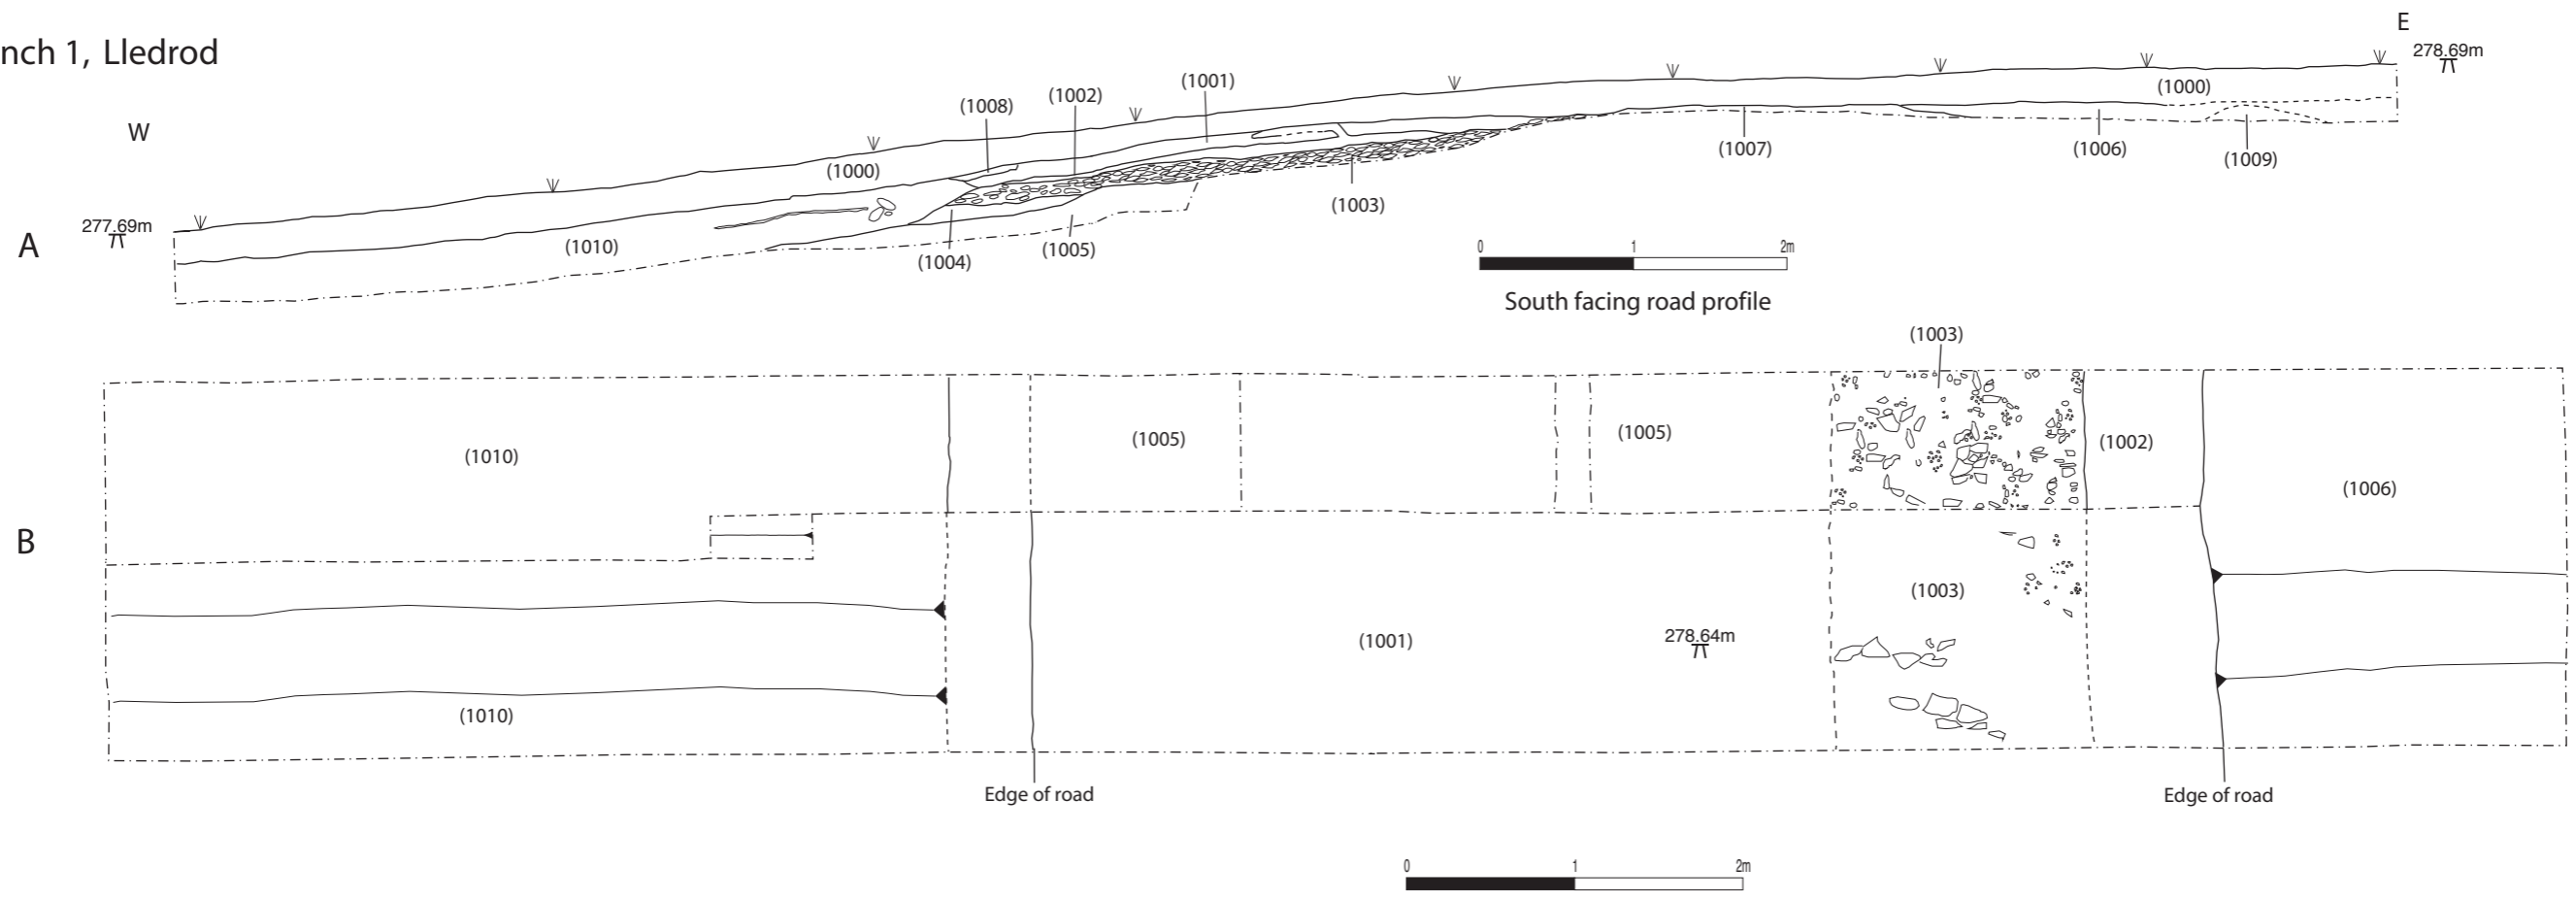 nch 1, Lledrod
E
278.69m
(1000)
(1001)
(1002)
(1008)
W
(1000)
(1007)
(1006)
(1009)
277.69m
A
(1010)
(1004)
(1005)
(1003)
0 1 2m
South facing road profile
(1003)
(1010)
(1005)
(1005)
(1002)
(1006)
B
(1003)
(1001)
278.64m
(1010)
Edge of road
Edge of road
0 1 2m